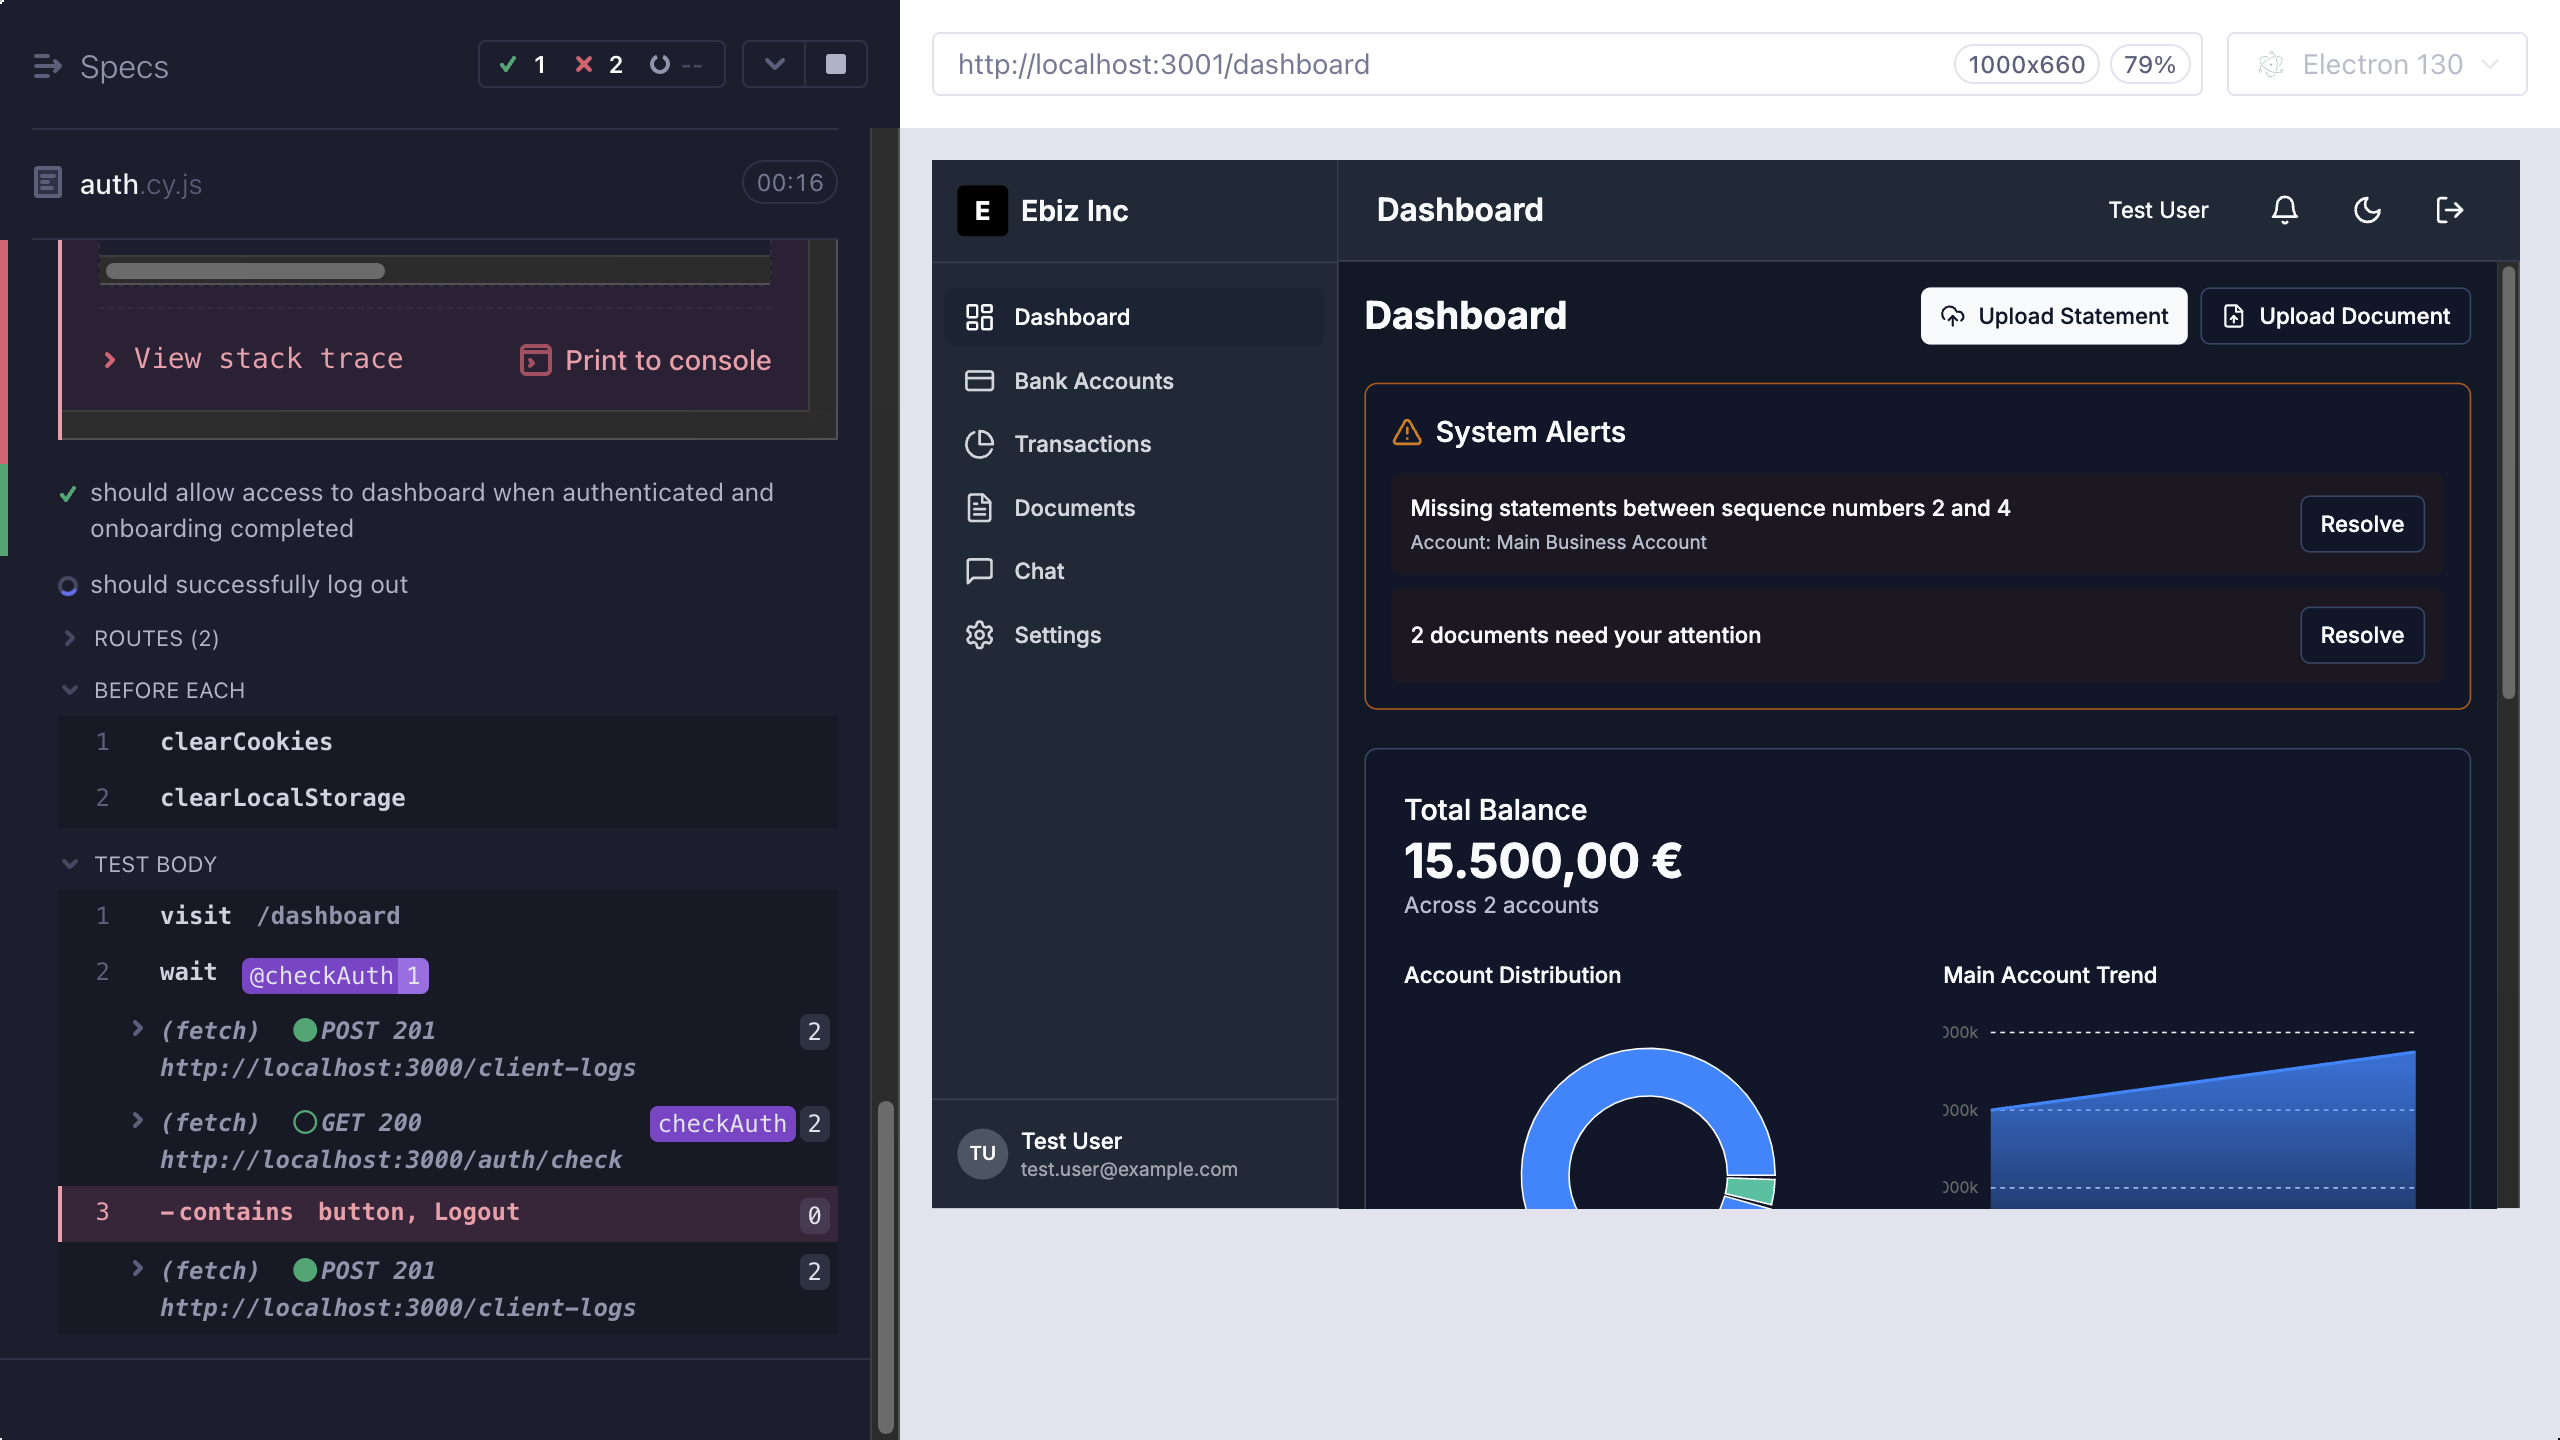 Specs
1
2
--
auth.cy.js
00:16
View stack trace
Print to console
should allow access to dashboard when authenticated and
onboarding completed
should successfully log out
ROUTES (2)
BEFORE EACH
1 clearCookies
2 clearLocalStorage
TEST BODY
1 visit /dashboard
2 wait @checkAuth 1
(fetch) POST 201 2
http://localhost:3000/client-logs
(fetch) GET 200 checkAuth 2
http://localhost:3000/auth/check
3 -contains button, Logout 0
(fetch) POST 201 2
http://localhost:3000/client-logs
http://localhost:3001/dashboard
1000x660
79%
Electron 130
E Ebiz Inc
Dashboard
Bank Accounts
Transactions
Documents
Chat
Settings
TU
Test User
test.user@example.com
Dashboard
Test User
Dashboard
Upload Statement
Upload Document
System Alerts
Missing statements between sequence numbers 2 and 4
Account: Main Business Account
Resolve
2 documents need your attention
Resolve
Total Balance
15.500,00 €
Across 2 accounts
Account Distribution
Main Account Trend